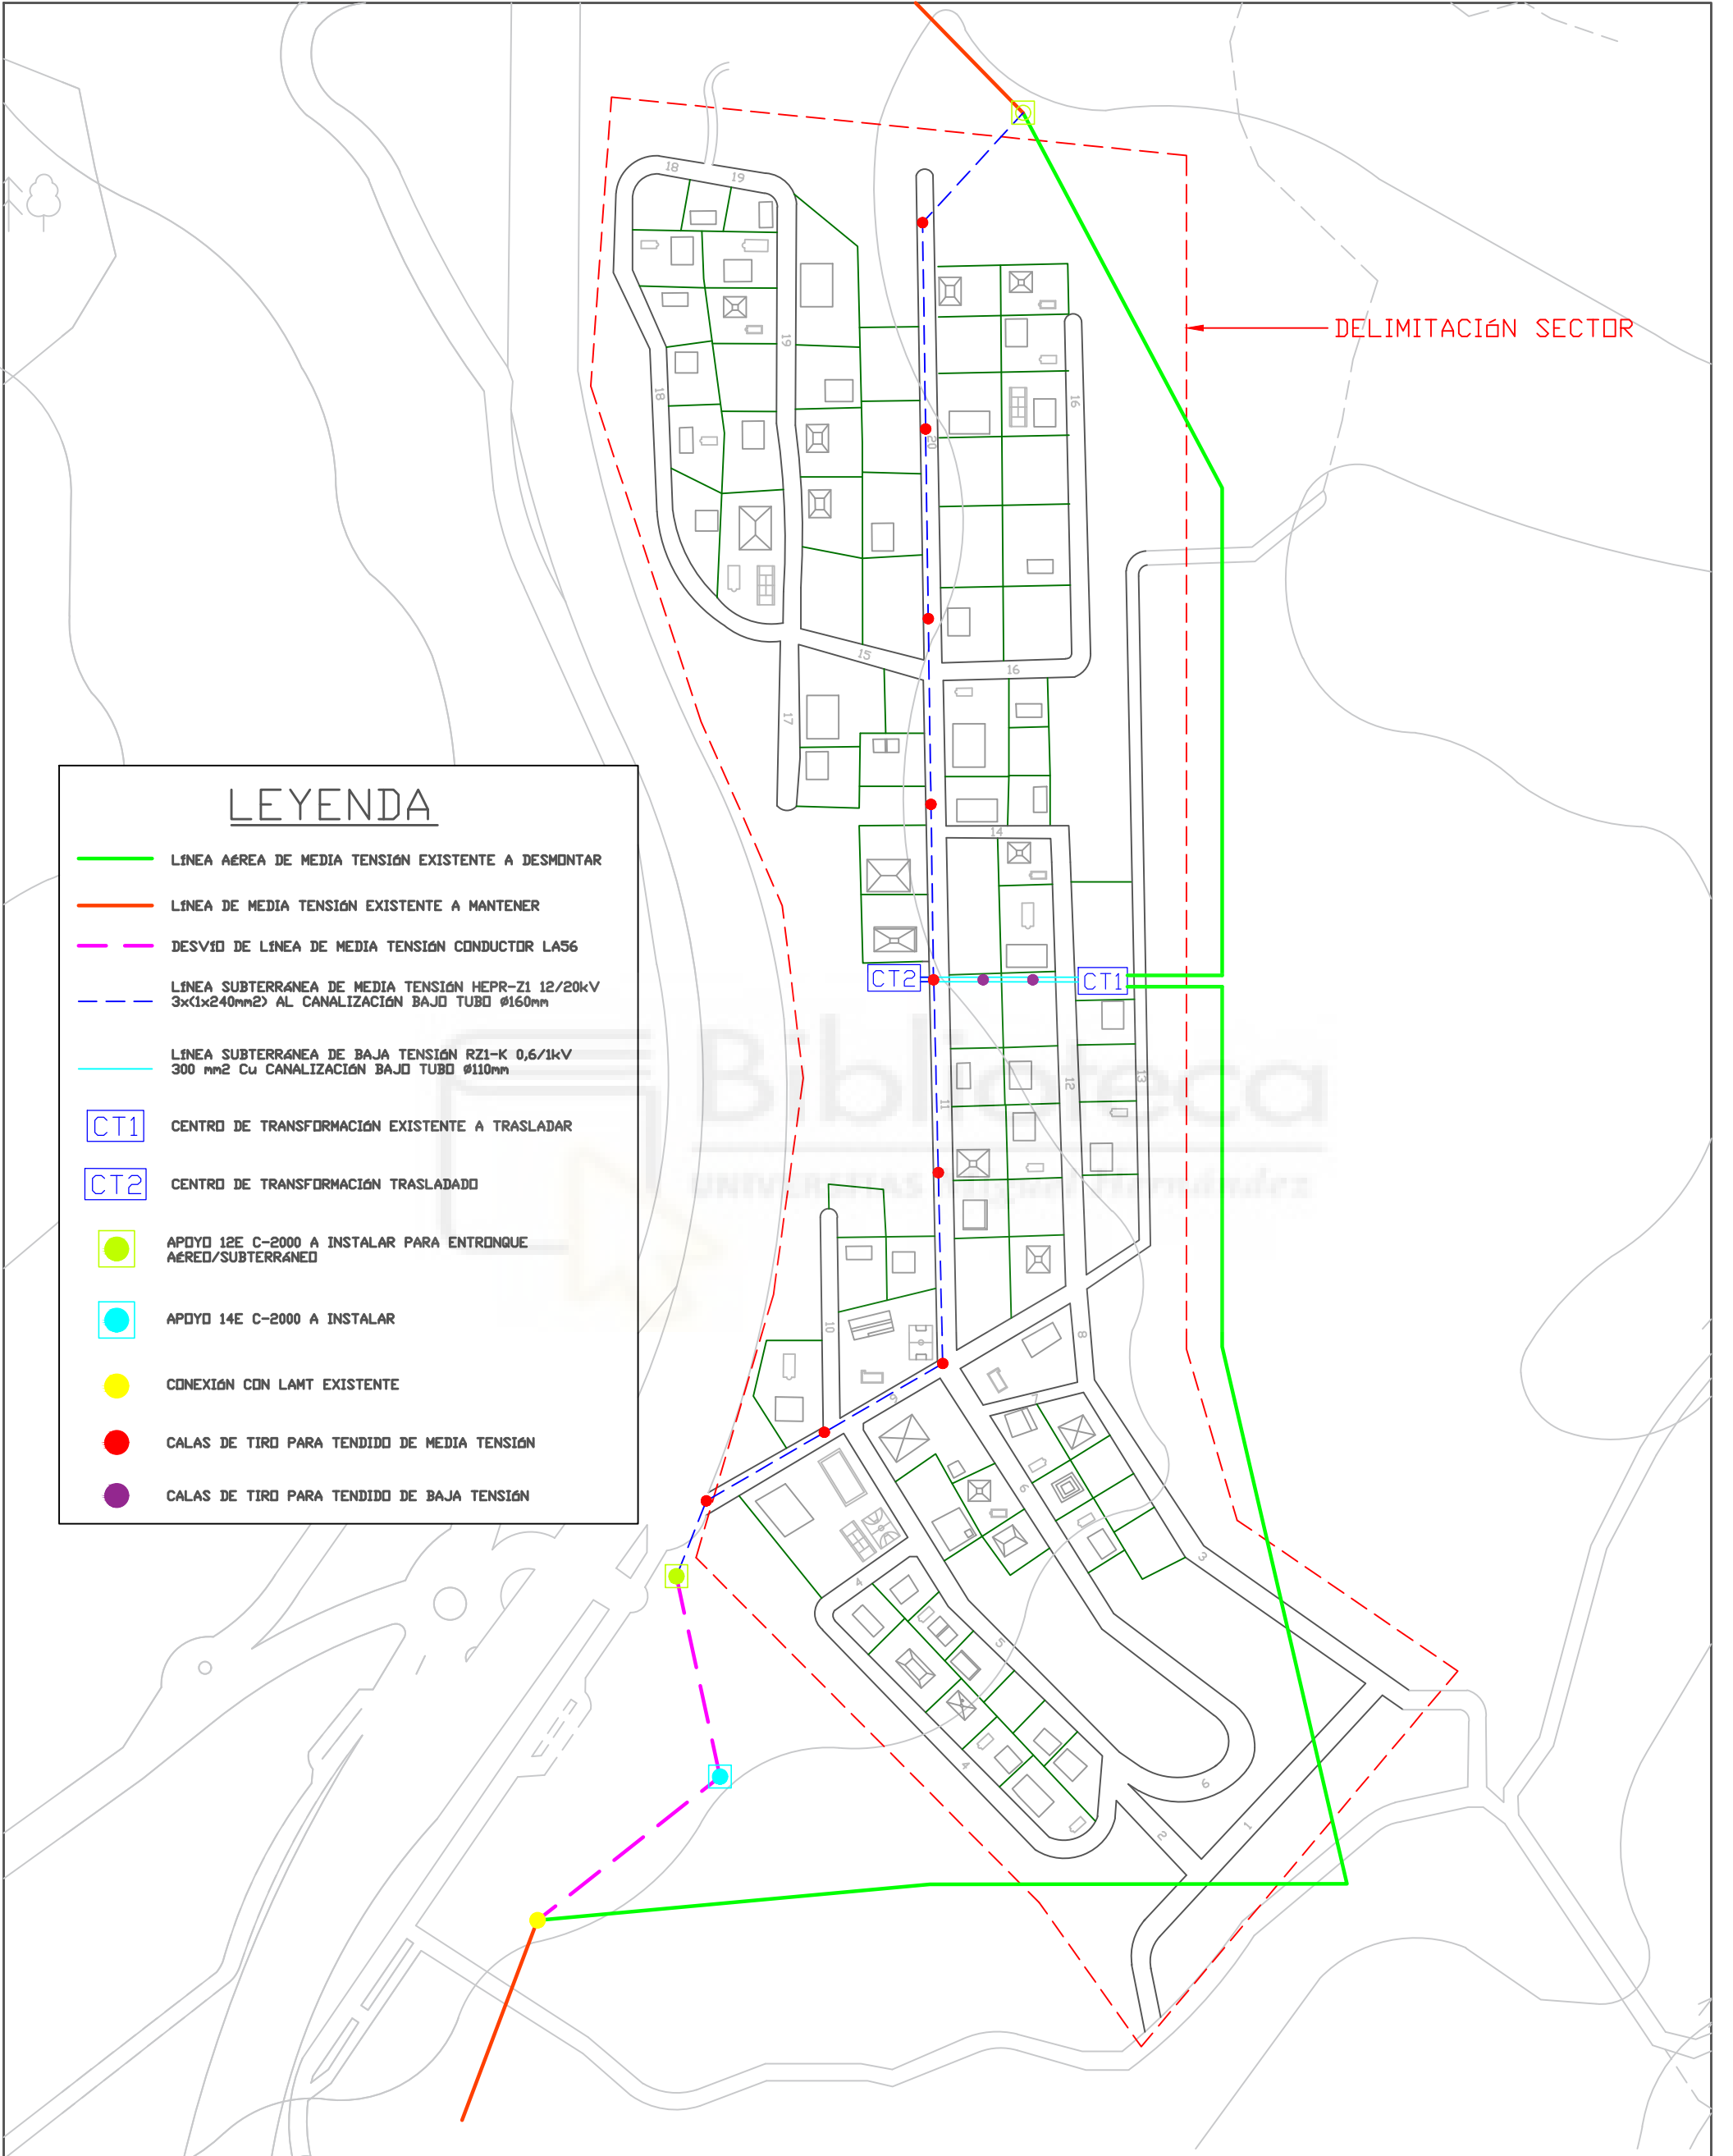 18
19
DELIMITACIóN SECTOR
19
18
16
20
15
16
17
14
LEYENDA
LíNEA AéREA DE MEDIA TENSIóN EXISTENTE A DESMONTAR
LíNEA DE MEDIA TENSIóN EXISTENTE A MANTENER
DESVíO DE LíNEA DE MEDIA TENSIóN CONDUCTOR LA56
LíNEA SUBTERRáNEA DE MEDIA TENSIóN HEPR-Z1 12/20kV
3x(1x240mm2) AL CANALIZACIóN BAJO TUBO Ø160mm
LíNEA SUBTERRáNEA DE BAJA TENSIóN RZ1-K 0,6/1kV
300 mm2 Cu CANALIZACIóN BAJO TUBO Ø110mm
CT1
CENTRO DE TRANSFORMACIóN EXISTENTE A TRASLADAR
CT2
CENTRO DE TRANSFORMACIóN TRASLADADO
APOYO 12E C-2000 A INSTALAR PARA ENTRONQUE
AéREO/SUBTERRáNEO
APOYO 14E C-2000 A INSTALAR
CONEXIóN CON LAMT EXISTENTE
CALAS DE TIRO PARA TENDIDO DE MEDIA TENSIóN
CALAS DE TIRO PARA TENDIDO DE BAJA TENSIóN
CT2
CT1
Biblioteca
UNIVERSITAS Miguel Hernández
11
12
13
10
8
9
7
6
3
4
5
4
6
2
1